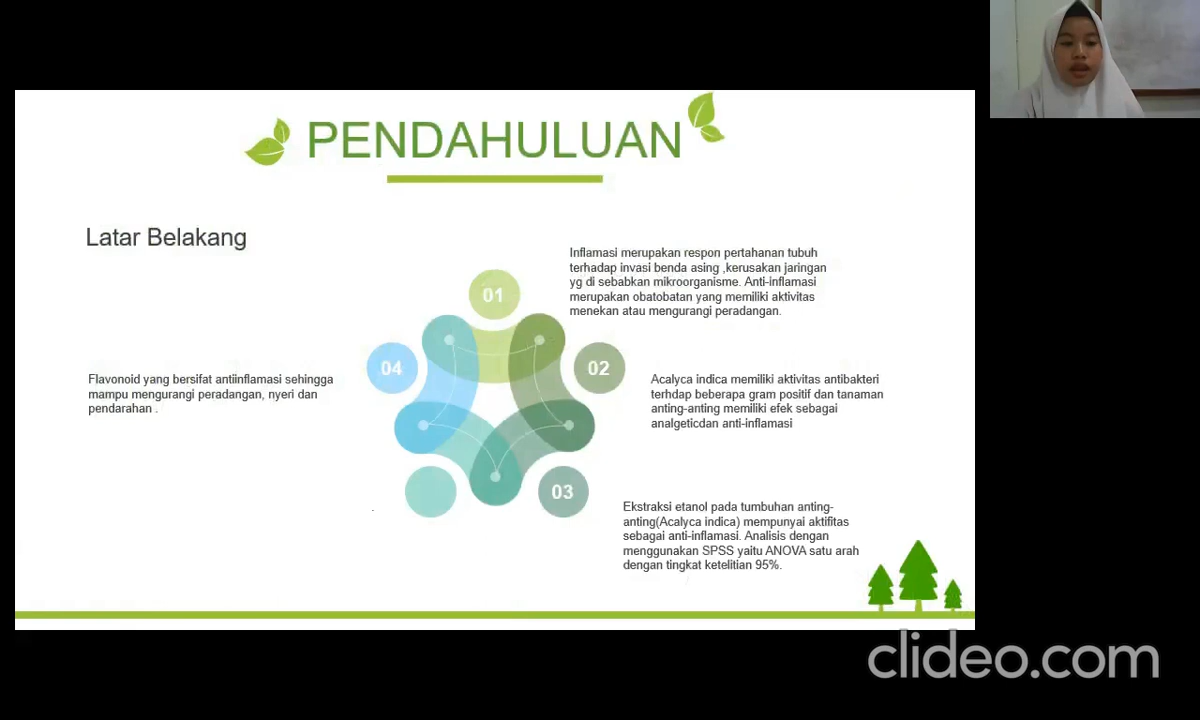 PENDAHULUAN
Latar Belakang
01
Inflamasi merupakan respon pertahanan tubuh
terhadap invasi benda asing ,kerusakan jaringan
yg di sebabkan mikroorganisme. Anti-inflamasi
merupakan obatobatan yang memiliki aktivitas
menekan atau mengurangi peradangan.
02
Acalyca indica memiliki aktivitas antibakteri
terhdap beberapa gram positif dan tanaman
anting-anting memiliki efek sebagai
analgeticdan anti-inflamasi
03
Ekstraksi etanol pada tumbuhan anting-
anting(Acalyca indica) mempunyai aktifitas
sebagai anti-inflamasi. Analisis dengan
menggunakan SPSS yaitu ANOVA satu arah
dengan tingkat ketelitian 95%.
04
Flavonoid yang bersifat antiinflamasi sehingga
mampu mengurangi peradangan, nyeri dan
pendarahan .
.
clideo.com